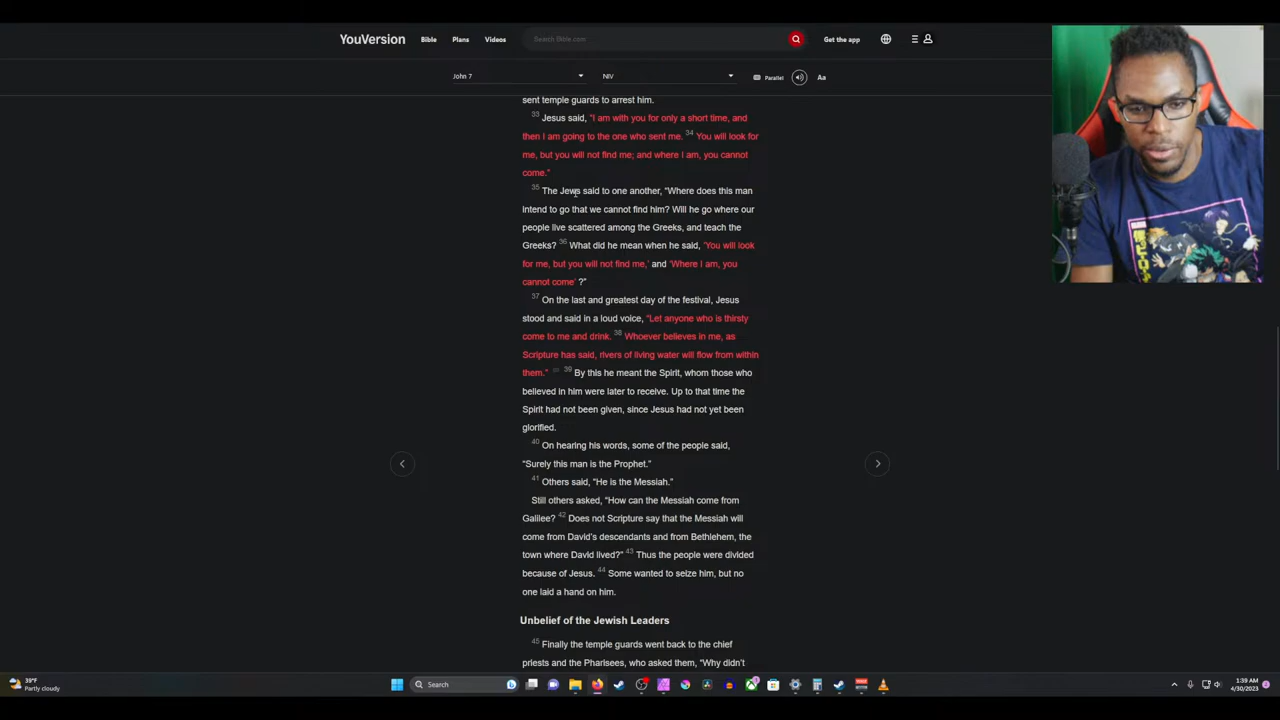 YouVersion Bible Plans Videos Search Bible.com Get the app
John 7 NIV Parallel Aa
sent temple guards to arrest him.
33 Jesus said, “I am with you for only a short time, and
then I am going to the one who sent me. 34 You will look for
me, but you will not find me; and where I am, you cannot
come.”
35 The Jews said to one another, “Where does this man
intend to go that we cannot find him? Will he go where our
people live scattered among the Greeks, and teach the
Greeks? 36 What did he mean when he said, ‘You will look
for me, but you will not find me,’ and ‘Where I am, you
cannot come’ ?”
37 On the last and greatest day of the festival, Jesus
stood and said in a loud voice, “Let anyone who is thirsty
come to me and drink. 38 Whoever believes in me, as
Scripture has said, rivers of living water will flow from within
them.” 39 By this he meant the Spirit, whom those who
believed in him were later to receive. Up to that time the
Spirit had not been given, since Jesus had not yet been
glorified.
40 On hearing his words, some of the people said,
“Surely this man is the Prophet.”
41 Others said, “He is the Messiah.”
Still others asked, “How can the Messiah come from
Galilee? 42 Does not Scripture say that the Messiah will
come from David’s descendants and from Bethlehem, the
town where David lived?” 43 Thus the people were divided
because of Jesus. 44 Some wanted to seize him, but no
one laid a hand on him.
Unbelief of the Jewish Leaders
45 Finally the temple guards went back to the chief
priests and the Pharisees, who asked them, “Why didn’t
39°F
Partly cloudy
Search
1:39 AM
4/30/2023